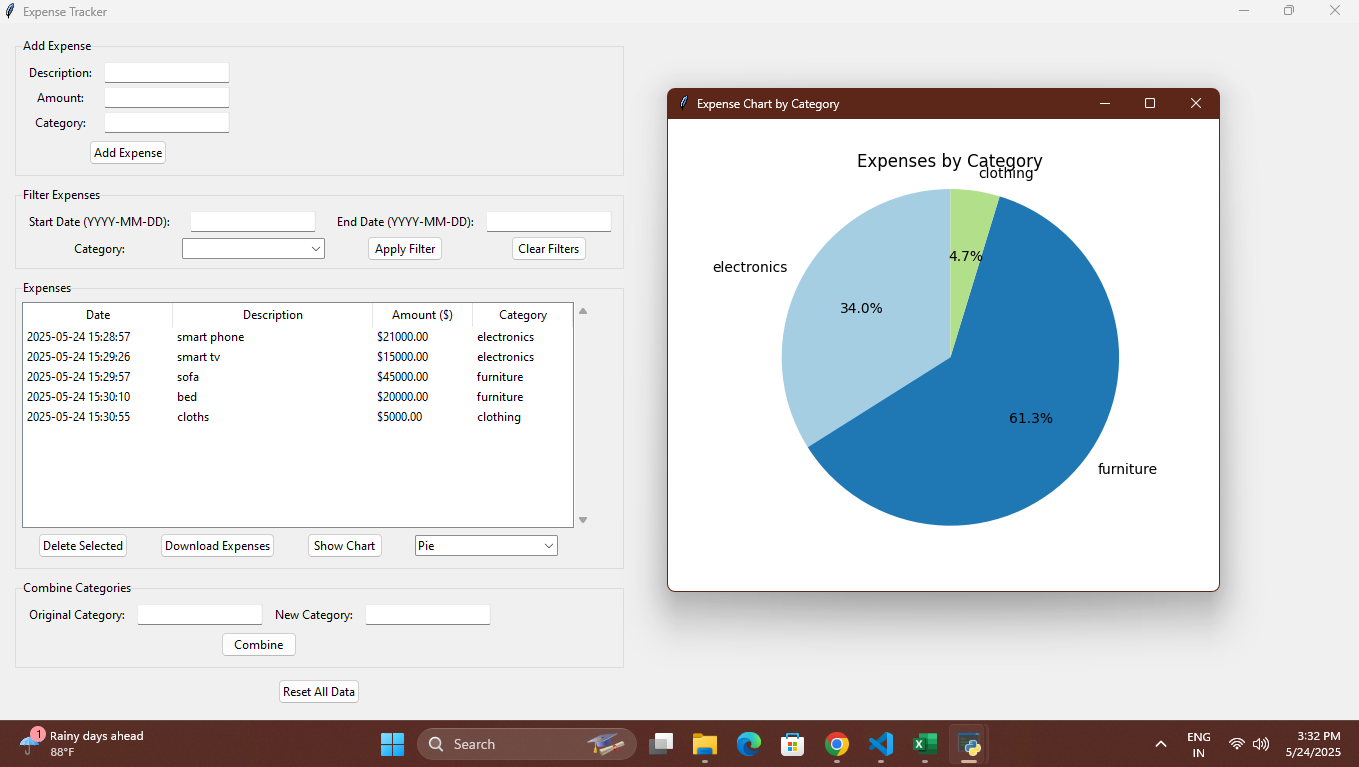 Expense Tracker
Add Expense
Description:
Amount:
Category:
Add Expense
Filter Expenses
Start Date (YYYY-MM-DD): End Date (YYYY-MM-DD):
Category: Apply Filter Clear Filters
Expenses
Date Description Amount ($) Category
2025-05-24 15:28:57 smart phone $21000.00 electronics
2025-05-24 15:29:26 smart tv $15000.00 electronics
2025-05-24 15:29:57 sofa $45000.00 furniture
2025-05-24 15:30:10 bed $20000.00 furniture
2025-05-24 15:30:55 cloths $5000.00 clothing
Delete Selected Download Expenses Show Chart Pie
Combine Categories
Original Category: New Category:
Combine
Reset All Data
Expense Chart by Category
Expenses by Category
clothing
4.7%
electronics
34.0%
61.3%
furniture
1
Rainy days ahead
88°F
Search
ENG
IN
3:32 PM
5/24/2025